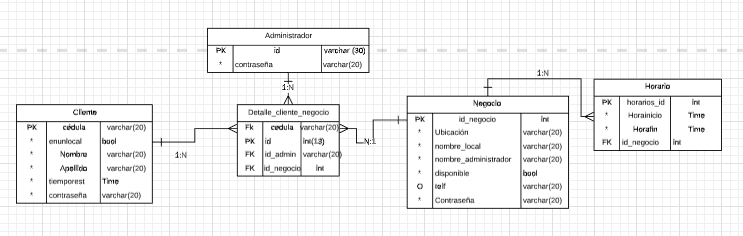 Administrador
PK id varchar (30)
* contraseña varchar(20)
1:N
1:N
Cliente
PK cédula varchar(20)
* enunlocal bool
* Nombre varchar(20)
* Apellido varchar(20)
* tiemporest Time
* contraseña varchar(20)
1:N
Detalle_cliente_negocio
Fk cedula varchar(20)
PK id int(13)
FK id_admin varchar(20)
FK id_negocio int
N:1
Negocio
PK id_negocio int
* Ubicación varchar(20)
* nombre_local varchar(20)
* nombre_administrador varchar(20)
* disponible bool
O telf varchar(20)
* Contraseña varchar(20)
Horario
PK horarios_id int
* Horainicio Time
* Horafin Time
FK id_negocio int